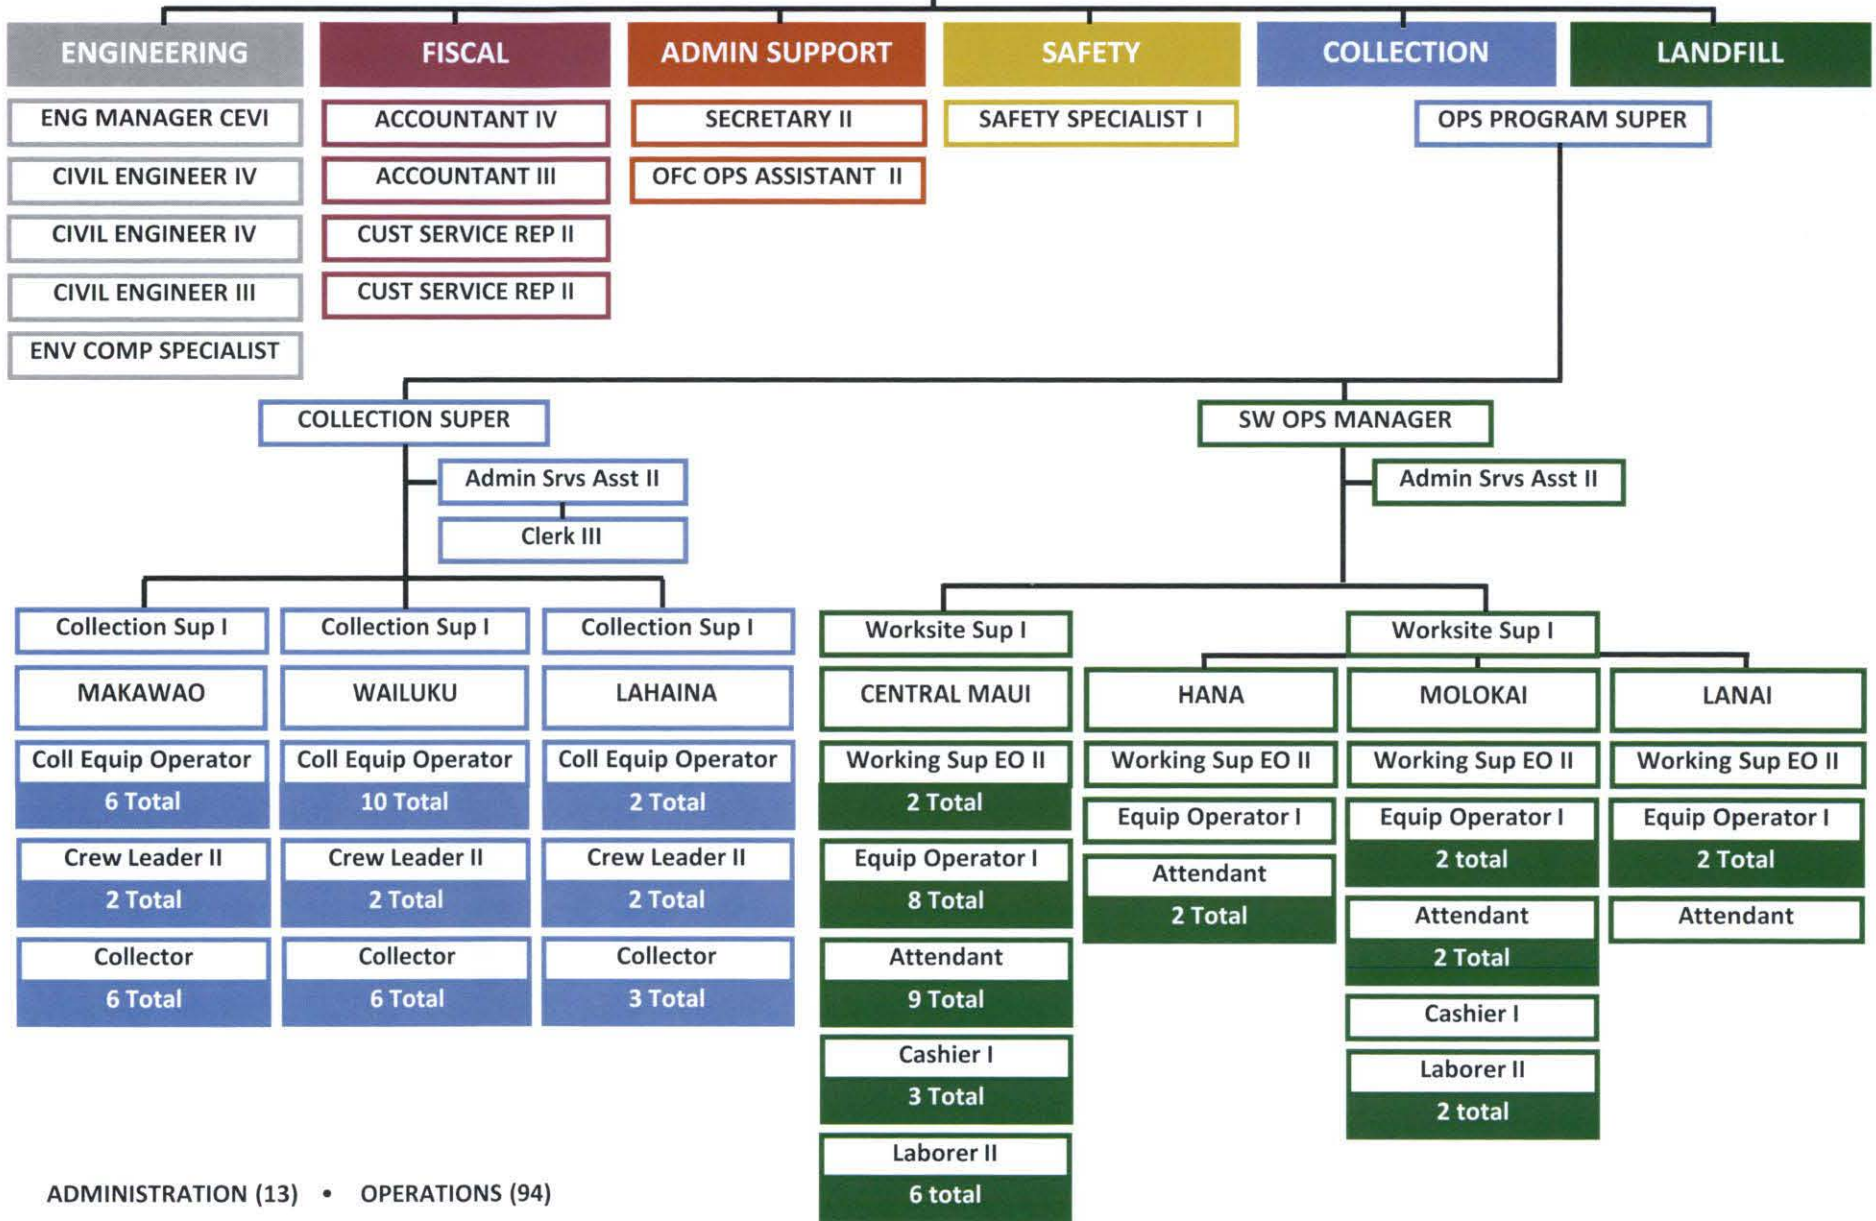 ENGINEERING
FISCAL
ADMIN SUPPORT
SAFETY
COLLECTION
LANDFILL
ENG MANAGER CEVI
ACCOUNTANT IV
SECRETARY II
SAFETY SPECIALIST I
OPS PROGRAM SUPER
CIVIL ENGINEER IV
ACCOUNTANT III
OFC OPS ASSISTANT II
CIVIL ENGINEER IV
CUST SERVICE REP II
CIVIL ENGINEER III
CUST SERVICE REP II
ENV COMP SPECIALIST
COLLECTION SUPER
SW OPS MANAGER
Admin Srvs Asst II
Admin Srvs Asst II
Clerk III
Collection Sup I
MAKAWAO
Coll Equip Operator
6 Total
Crew Leader II
2 Total
Collector
6 Total
Collection Sup I
WAILUKU
Coll Equip Operator
10 Total
Crew Leader II
2 Total
Collector
6 Total
Collection Sup I
LAHAINA
Coll Equip Operator
2 Total
Crew Leader II
2 Total
Collector
3 Total
Worksite Sup I
CENTRAL MAUI
Working Sup EO II
2 Total
Equip Operator I
8 Total
Attendant
9 Total
Cashier I
3 Total
Laborer II
6 total
Worksite Sup I
HANA
Working Sup EO II
Equip Operator I
Attendant
2 Total
MOLOKAI
Working Sup EO II
Equip Operator I
2 total
Attendant
2 Total
Cashier I
Laborer II
2 total
LANAI
Working Sup EO II
Equip Operator I
2 Total
Attendant
ADMINISTRATION (13) • OPERATIONS (94)